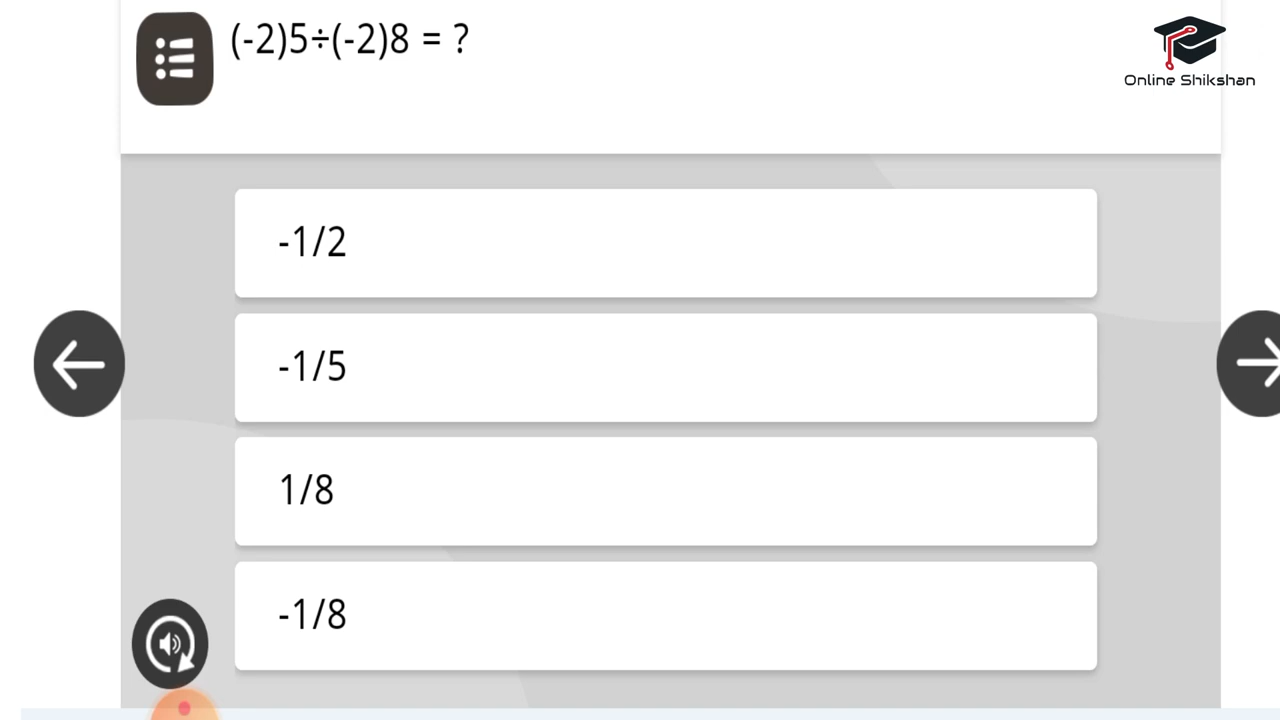 (-2)5÷(-2)8 = ?
Online Shikshan
-1/2
-1/5
1/8
-1/8